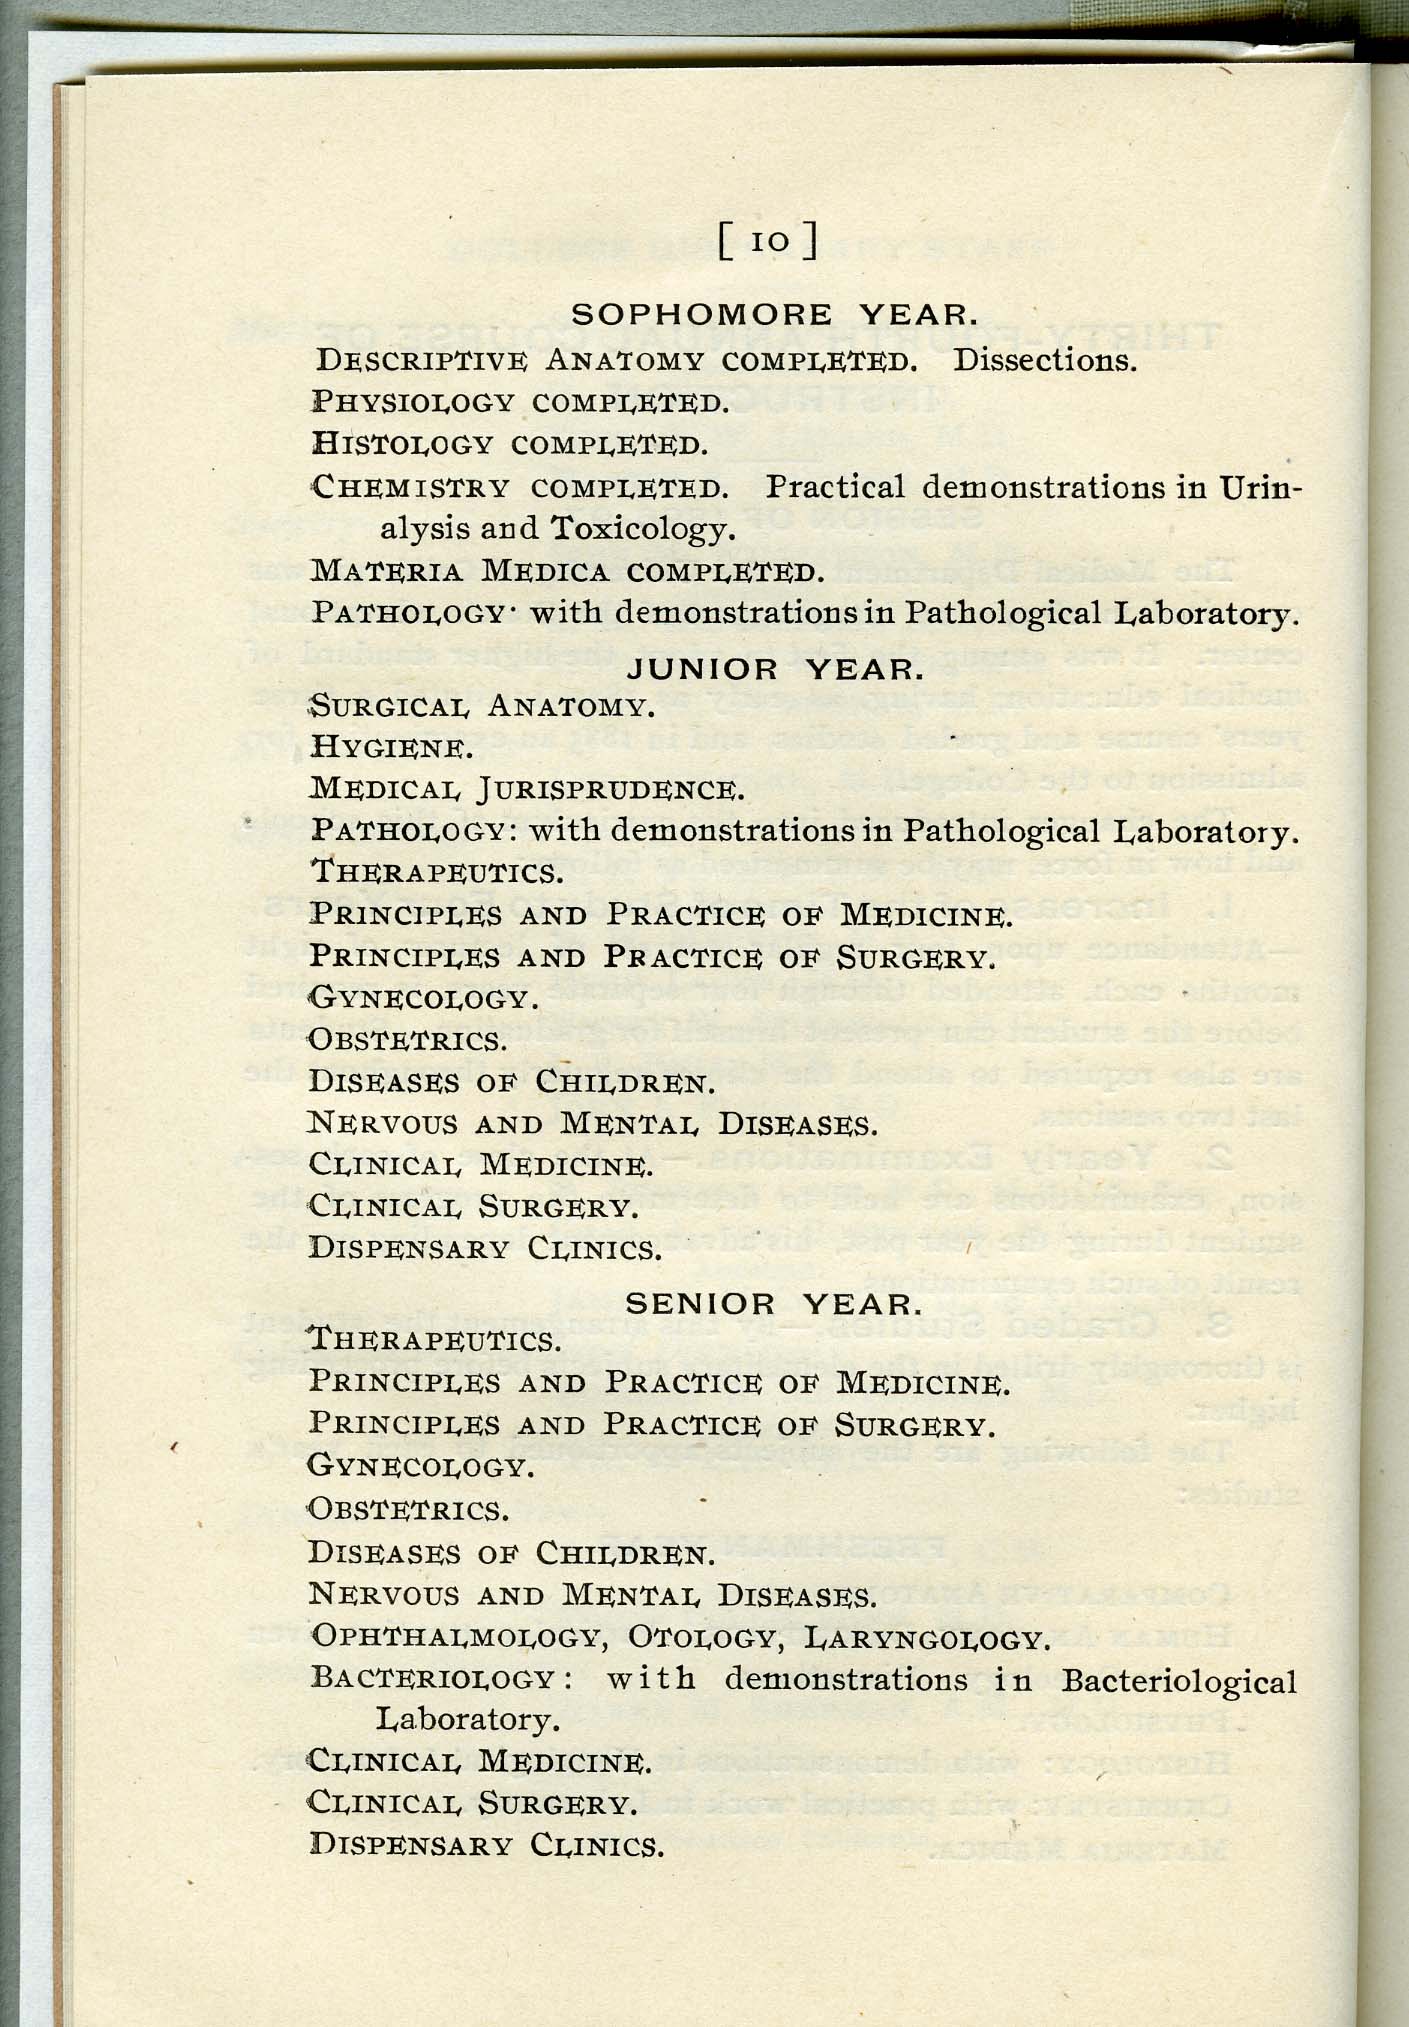 [ 10 ]
SOPHOMORE YEAR.
DESCRIPTIVE ANATOMY COMPLETED. Dissections.
PHYSIOLOGY COMPLETED.
HISTOLOGY COMPLETED.
CHEMISTRY COMPLETED. Practical demonstrations in Urin-
alysis and Toxicology.
MATERIA MEDICA COMPLETED.
PATHOLOGY· with demonstrations in Pathological Laboratory.
JUNIOR YEAR.
SURGICAL ANATOMY.
HYGIENE.
MEDICAL JURISPRUDENCE.
PATHOLOGY: with demonstrations in Pathological Laboratory.
THERAPEUTICS.
PRINCIPLES AND PRACTICE OF MEDICINE.
PRINCIPLES AND PRACTICE OF SURGERY.
GYNECOLOGY.
OBSTETRICS.
DISEASES OF CHILDREN.
NERVOUS AND MENTAL DISEASES.
CLINICAL MEDICINE.
CLINICAL SURGERY.
DISPENSARY CLINICS.
SENIOR YEAR.
THERAPEUTICS.
PRINCIPLES AND PRACTICE OF MEDICINE.
PRINCIPLES AND PRACTICE OF SURGERY.
GYNECOLOGY.
OBSTETRICS.
DISEASES OF CHILDREN.
NERVOUS AND MENTAL DISEASES.
OPHTHALMOLOGY, OTOLOGY, LARYNGOLOGY.
BACTERIOLOGY: with demonstrations in Bacteriological
Laboratory.
CLINICAL MEDICINE.
CLINICAL SURGERY.
DISPENSARY CLINICS.